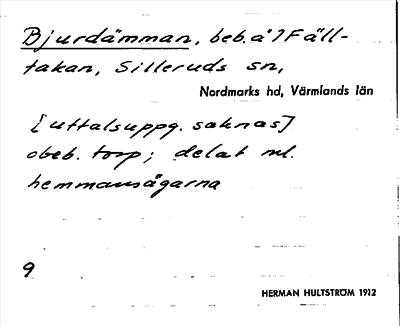 Bjurdämman, beb. å Fäll-
takan, Silleruds sn,
Nordmarks hd, Värmlands län
[uttalsuppg. saknas]
obeb. torp; delat ml.
hemmansägarna
9
HERMAN HULTSTRÖM 1912